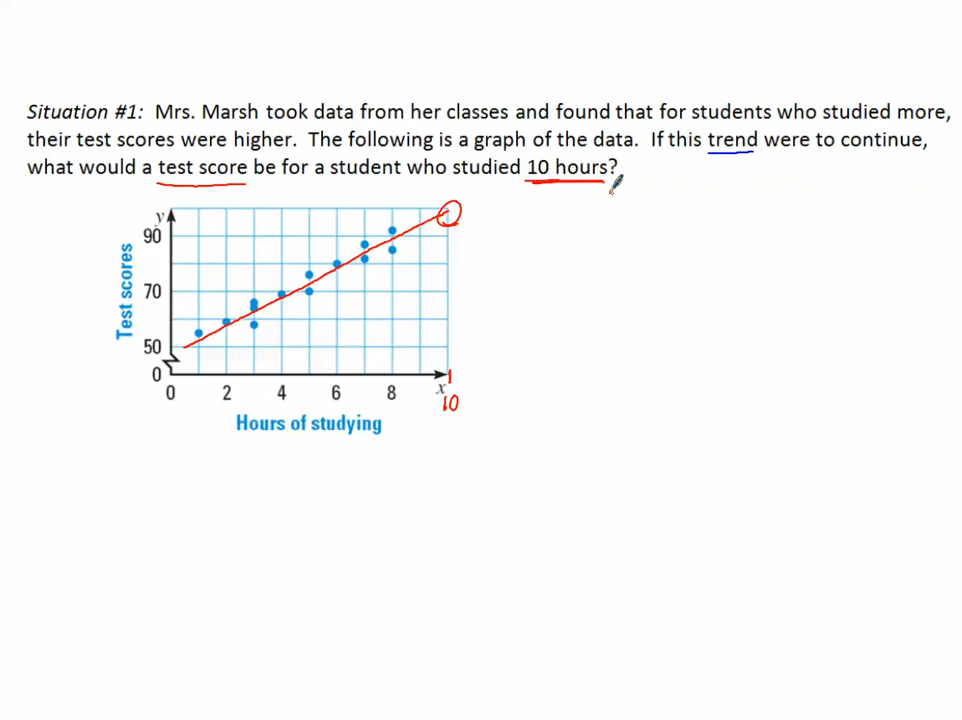 Situation #1: Mrs. Marsh took data from her classes and found that for students who studied more,
their test scores were higher. The following is a graph of the data. If this trend were to continue,
what would a test score be for a student who studied 10 hours?
y
90
70
50
0
Test scores
0 2 4 6 8 x
10
Hours of studying